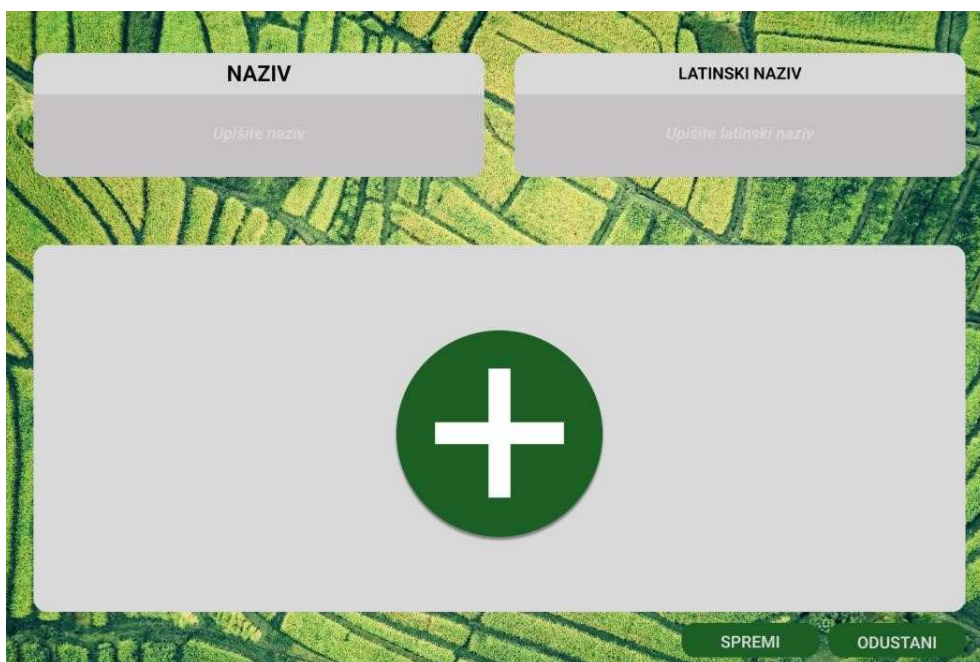 NAZIV
LATINSKI NAZIV
Upišite naziv
Upišite latinski naziv
SPREMI
ODUSTANI